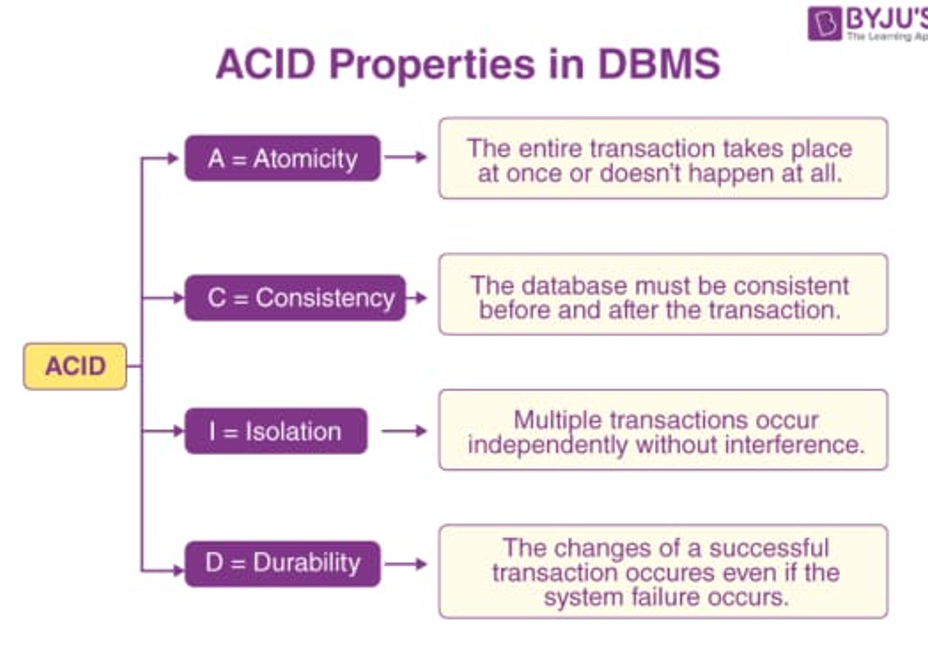 BYJU'S
The Learning Ap
ACID Properties in DBMS
A = Atomicity
The entire transaction takes place
at once or doesn't happen at all.
C = Consistency
The database must be consistent
before and after the transaction.
ACID
I = Isolation
Multiple transactions occur
independently without interference.
D = Durability
The changes of a successful
transaction occures even if the
system failure occurs.